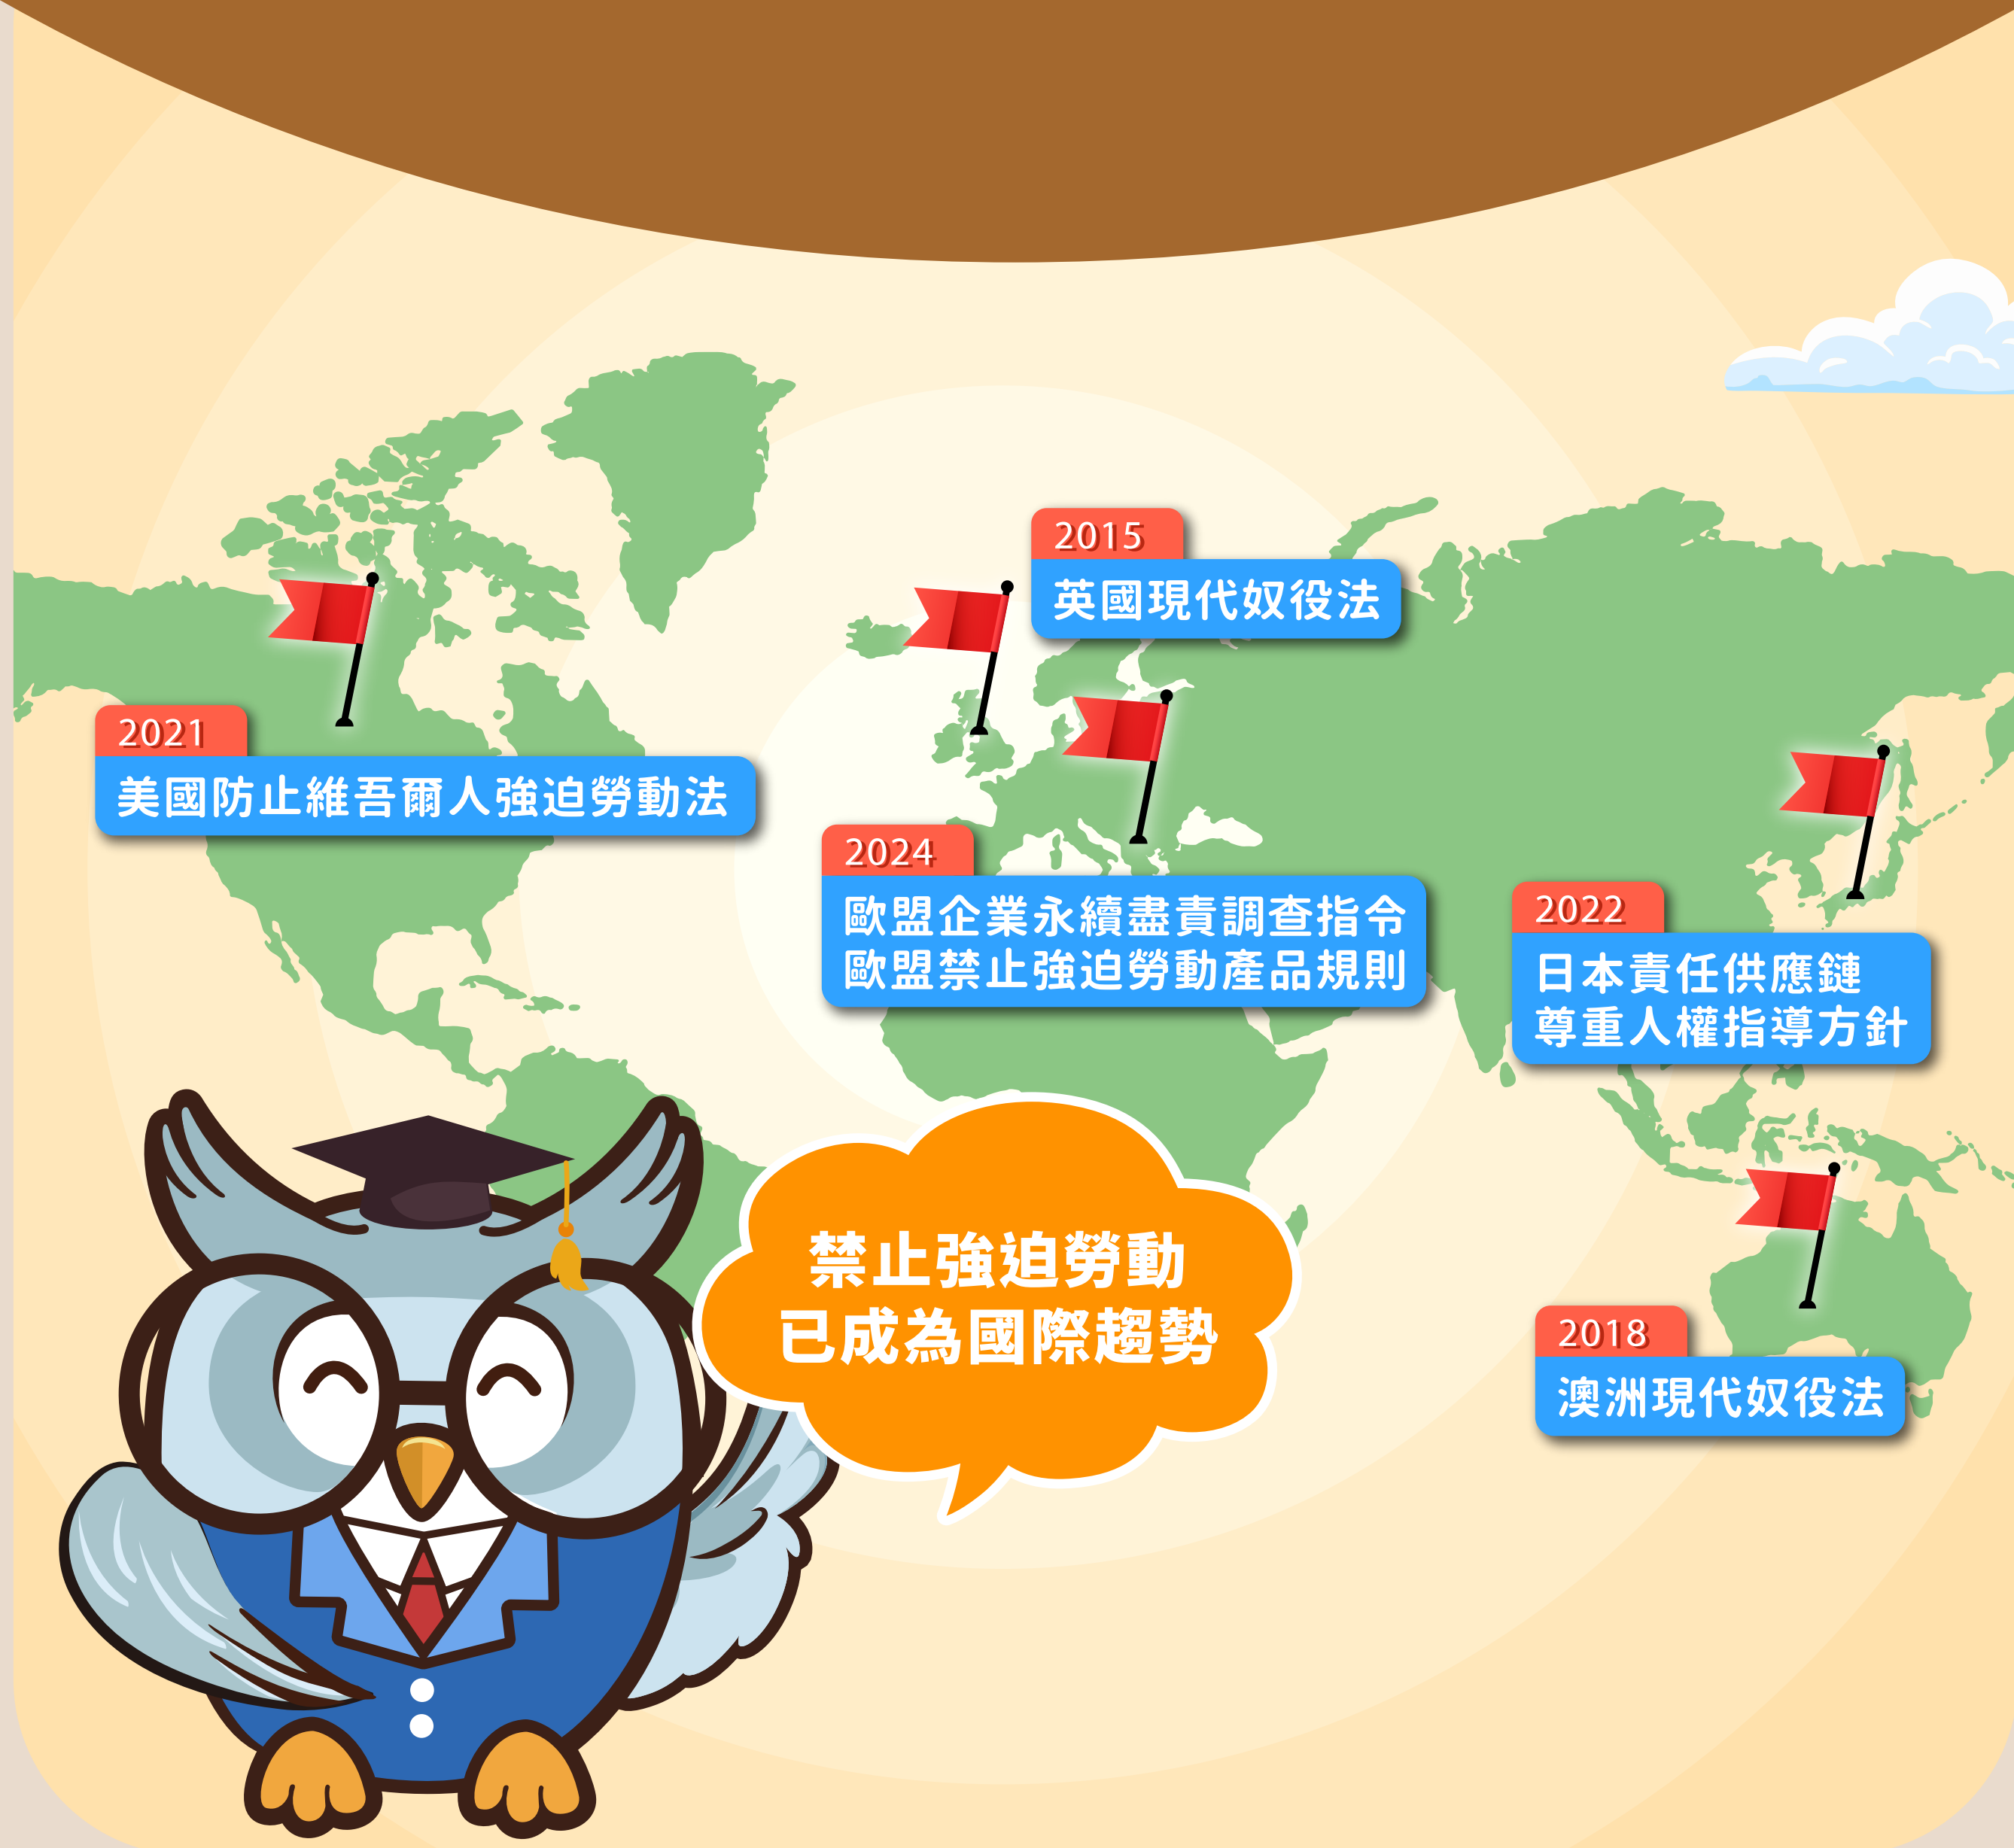 2015
英國現代奴役法
2021
美國防止維吾爾人強迫勞動法
2024
歐盟企業永續盡責調查指令
歐盟禁止強迫勞動產品規則
2022
日本責任供應鏈
尊重人權指導方針
禁止強迫勞動
已成為國際趨勢
2018
澳洲現代奴役法